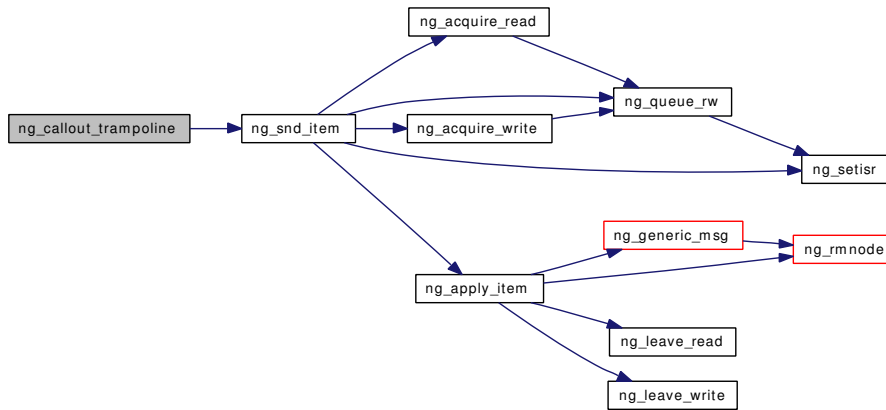 ng_acquire_read
ng_queue_rw
ng_callout_trampoline
ng_snd_item
ng_acquire_write
ng_setisr
ng_generic_msg
ng_rmnode
ng_apply_item
ng_leave_read
ng_leave_write